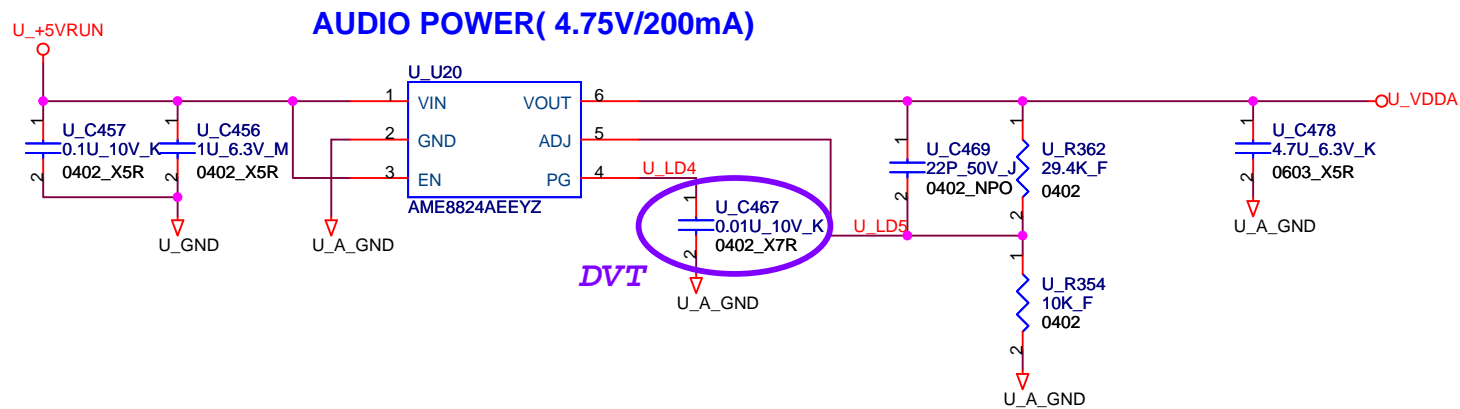 AUDIO POWER( 4.75V/200mA)
U_+5VRUN
U_U20
1 VIN VOUT 6
2 GND ADJ 5
3 EN PG 4
AME8824AEEYZ
1
U_C457
0.1U_10V_K
2
0402_X5R
1
U_C456
1U_6.3V_M
2
0402_X5R
U_GND
U_A_GND
U_LD4
1
U_C467
0.01U_10V_K
0402_X7R
2
DVT
U_A_GND
U_LD5
1
U_C469
22P_50V_J
0402_NPO
2
1
U_R362
29.4K_F
0402
2
1
U_R354
10K_F
0402
2
U_A_GND
1
U_C478
4.7U_6.3V_K
0603_X5R
2
U_A_GND
U_VDDA